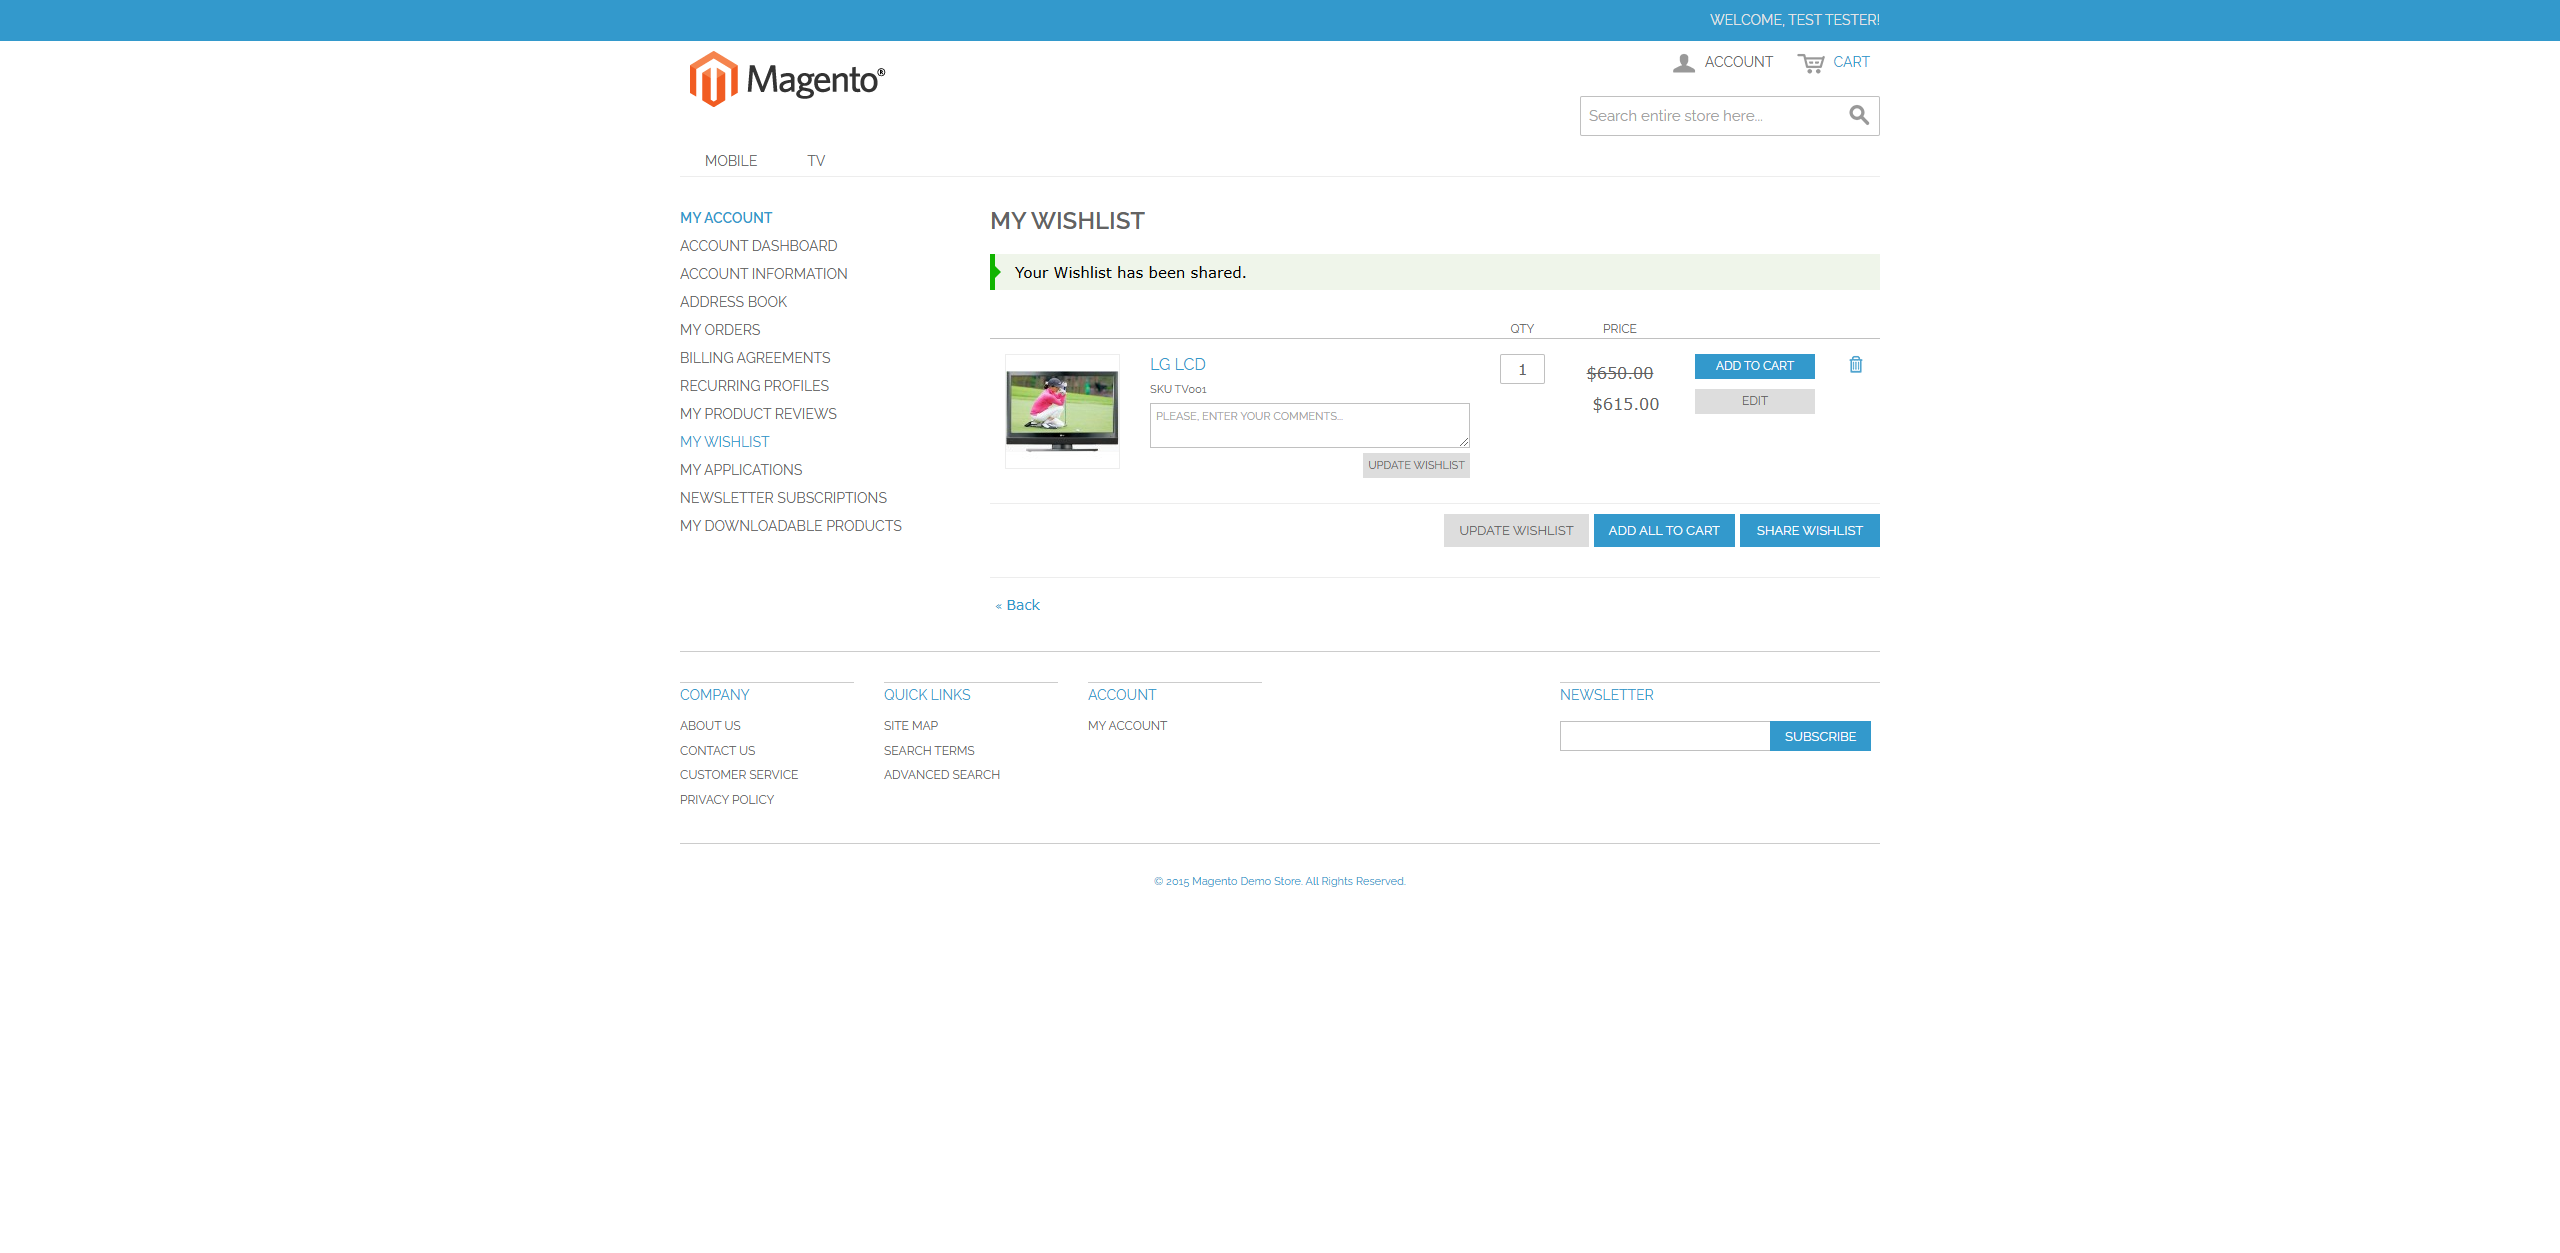 WELCOME, TEST TESTER!
Magento®
ACCOUNT
CART
Search entire store here...
MOBILE
TV
MY ACCOUNT
ACCOUNT DASHBOARD
ACCOUNT INFORMATION
ADDRESS BOOK
MY ORDERS
BILLING AGREEMENTS
RECURRING PROFILES
MY PRODUCT REVIEWS
MY WISHLIST
MY APPLICATIONS
NEWSLETTER SUBSCRIPTIONS
MY DOWNLOADABLE PRODUCTS
MY WISHLIST
Your Wishlist has been shared.
QTY
PRICE
LG LCD
SKU TV001
PLEASE, ENTER YOUR COMMENTS...
UPDATE WISHLIST
1
$650.00
$615.00
ADD TO CART
EDIT
UPDATE WISHLIST
ADD ALL TO CART
SHARE WISHLIST
« Back
COMPANY
ABOUT US
CONTACT US
CUSTOMER SERVICE
PRIVACY POLICY
QUICK LINKS
SITE MAP
SEARCH TERMS
ADVANCED SEARCH
ACCOUNT
MY ACCOUNT
NEWSLETTER
SUBSCRIBE
© 2015 Magento Demo Store. All Rights Reserved.